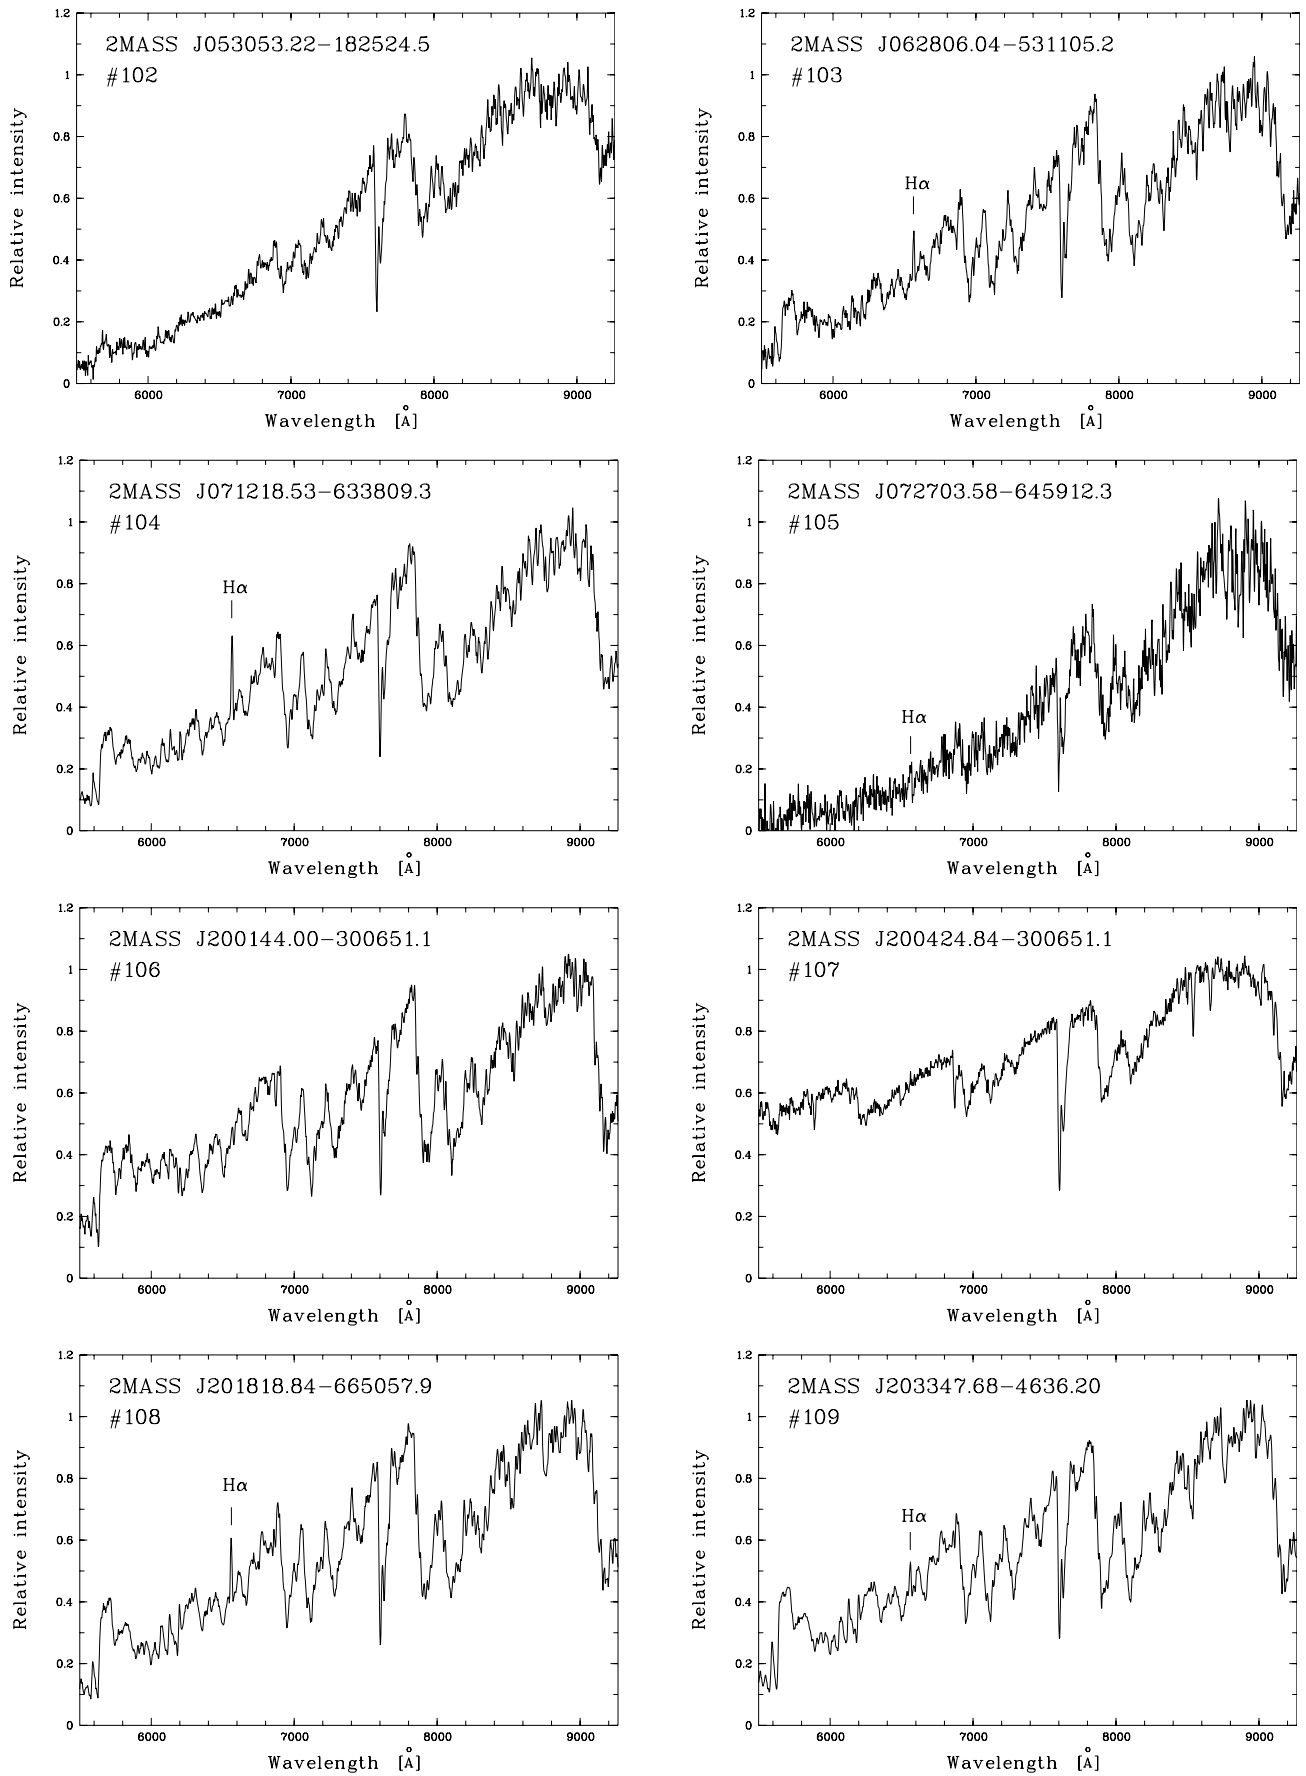 2MASS J053053.22−182524.5
#102
Relative intensity
1.2
1
0.8
0.6
0.4
0.2
0
6000 7000 8000 9000
Wavelength [Å]
2MASS J062806.04−531105.2
#103
Hα
Relative intensity
1.2
1
0.8
0.6
0.4
0.2
0
6000 7000 8000 9000
Wavelength [Å]
2MASS J071218.53−633809.3
#104
Hα
Relative intensity
1.2
1
0.8
0.6
0.4
0.2
0
6000 7000 8000 9000
Wavelength [Å]
2MASS J072703.58−645912.3
#105
Hα
Relative intensity
1.2
1
0.8
0.6
0.4
0.2
0
6000 7000 8000 9000
Wavelength [Å]
2MASS J200144.00−300651.1
#106
Relative intensity
1.2
1
0.8
0.6
0.4
0.2
0
6000 7000 8000 9000
Wavelength [Å]
2MASS J200424.84−300651.1
#107
Relative intensity
1.2
1
0.8
0.6
0.4
0.2
0
6000 7000 8000 9000
Wavelength [Å]
2MASS J201818.84−665057.9
#108
Hα
Relative intensity
1.2
1
0.8
0.6
0.4
0.2
0
6000 7000 8000 9000
Wavelength [Å]
2MASS J203347.68−4636.20
#109
Hα
Relative intensity
1.2
1
0.8
0.6
0.4
0.2
0
6000 7000 8000 9000
Wavelength [Å]